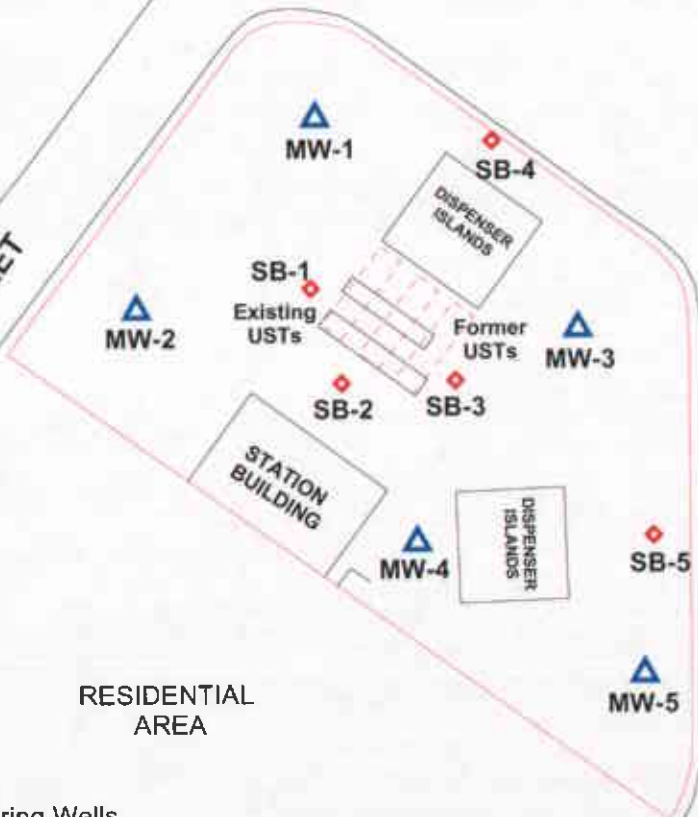 MW-1
SB-4
DISPENSER
ISLANDS
SB-1
Existing
USTs
Former
USTs
MW-2
MW-3
SB-2
SB-3
STATION
BUILDING
DISPENSER
ISLANDS
MW-4
SB-5
MW-5
RESIDENTIAL
AREA
Wells